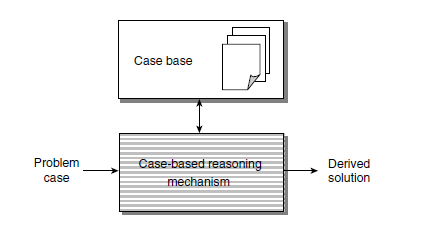 Case base
Problem
case
Case-based reasoning
mechanism
Derived
solution